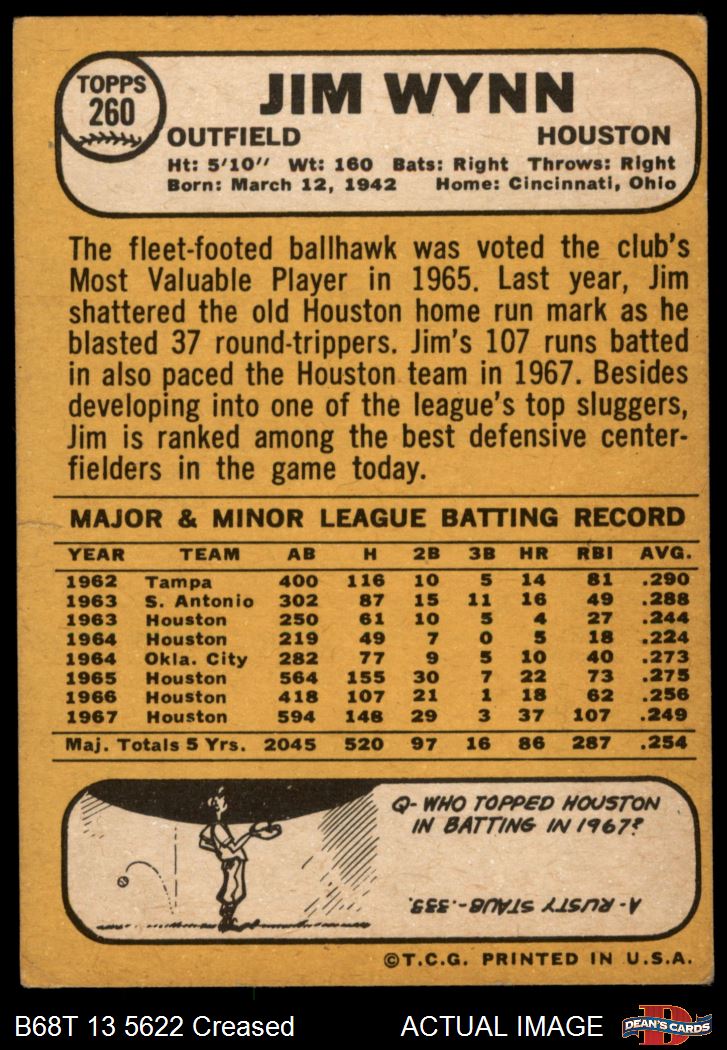 TOPPS
260
JIM WYNN
OUTFIELD HOUSTON
Ht: 5'10" Wt: 160 Bats: Right Throws: Right
Born: March 12, 1942 Home: Cincinnati, Ohio
The fleet-footed ballhawk was voted the club's
Most Valuable Player in 1965. Last year, Jim
shattered the old Houston home run mark as he
blasted 37 round-trippers. Jim's 107 runs batted
in also paced the Houston team in 1967. Besides
developing into one of the league's top sluggers,
Jim is ranked among the best defensive center-
fielders in the game today.
MAJOR & MINOR LEAGUE BATTING RECORD
YEAR TEAM AB H 2B 3B HR RBI AVG.
1962 Tampa 400 116 10 5 14 81 .290
1963 S. Antonio 302 87 15 11 16 49 .288
1963 Houston 250 61 10 5 4 27 .244
1964 Houston 219 49 7 0 5 18 .224
1964 Okla. City 282 77 9 5 10 40 .273
1965 Houston 564 155 30 7 22 73 .275
1966 Houston 418 107 21 1 18 62 .256
1967 Houston 594 148 29 3 37 107 .249
Maj. Totals 5 Yrs. 2045 520 97 16 86 287 .254
Q- WHO TOPPED HOUSTON
IN BATTING IN 1967?
A- RUSTY STAUB-.333.
©T.C.G. PRINTED IN U.S.A.
B68T 13 5622 Creased ACTUAL IMAGE
D
DEAN'S CARDS